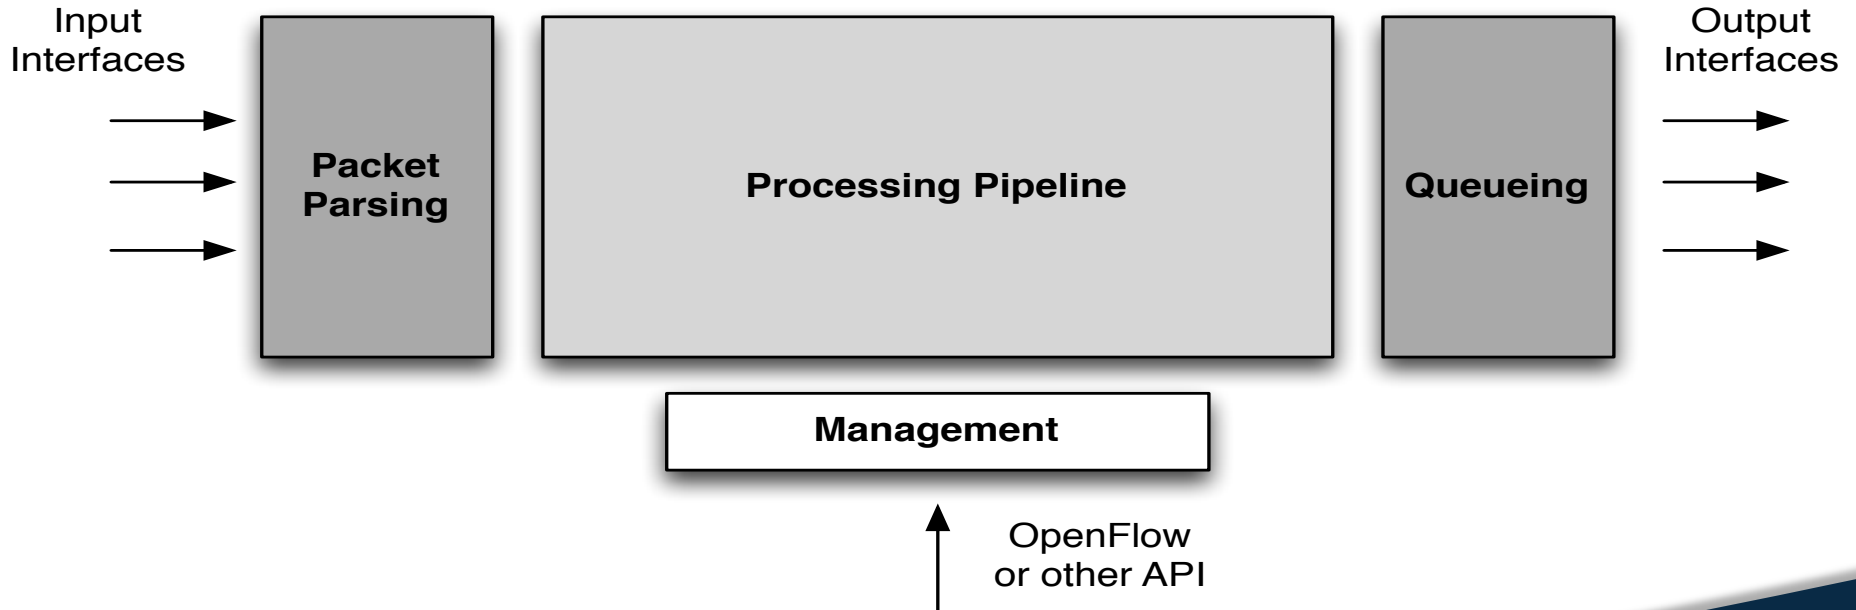 Input
Interfaces
Output
Interfaces
Packet
Parsing
Processing Pipeline
Queueing
Management
OpenFlow
or other API